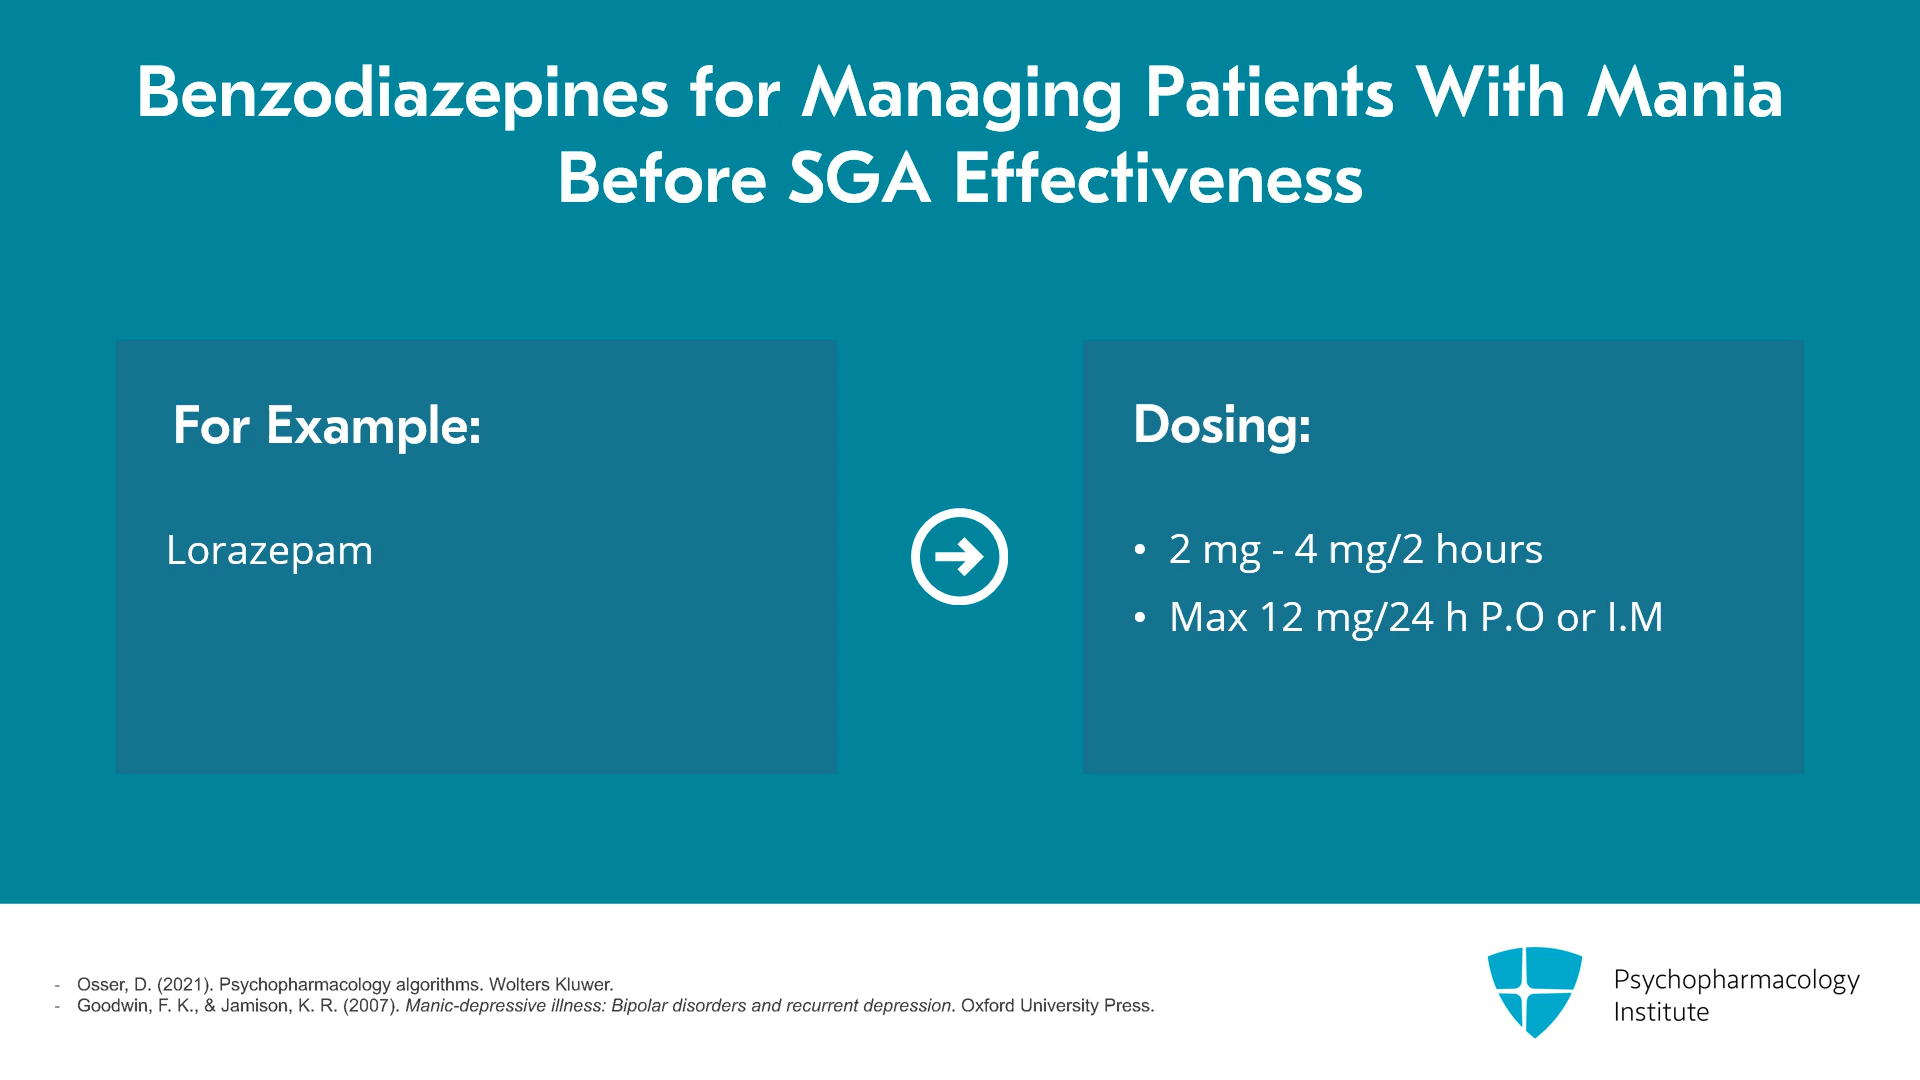 Benzodiazepines for Managing Patients With Mania
Before SGA Effectiveness
For Example:
Lorazepam
Dosing:
• 2 mg - 4 mg/2 hours
• Max 12 mg/24 h P.O or I.M
- Osser, D. (2021). Psychopharmacology algorithms. Wolters Kluwer.
- Goodwin, F. K., & Jamison, K. R. (2007). Manic-depressive illness: Bipolar disorders and recurrent depression. Oxford University Press.
Psychopharmacology
Institute